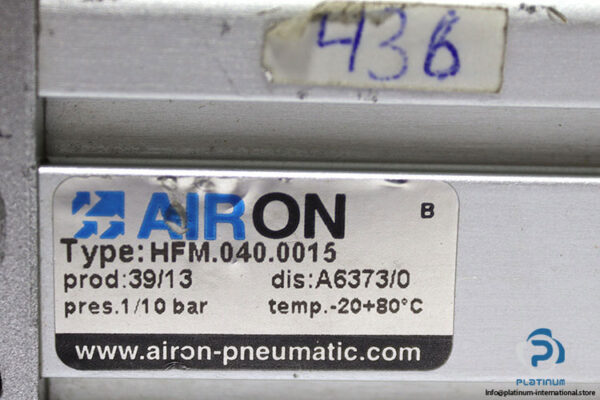 436
AIRON
B
Type: HFM.040.0015
prod:39/13 dis:A6373/0
pres.1/10 bar temp.-20+80°C
www.airon-pneumatic.com
PLATINUM
Info@platinum-international.store